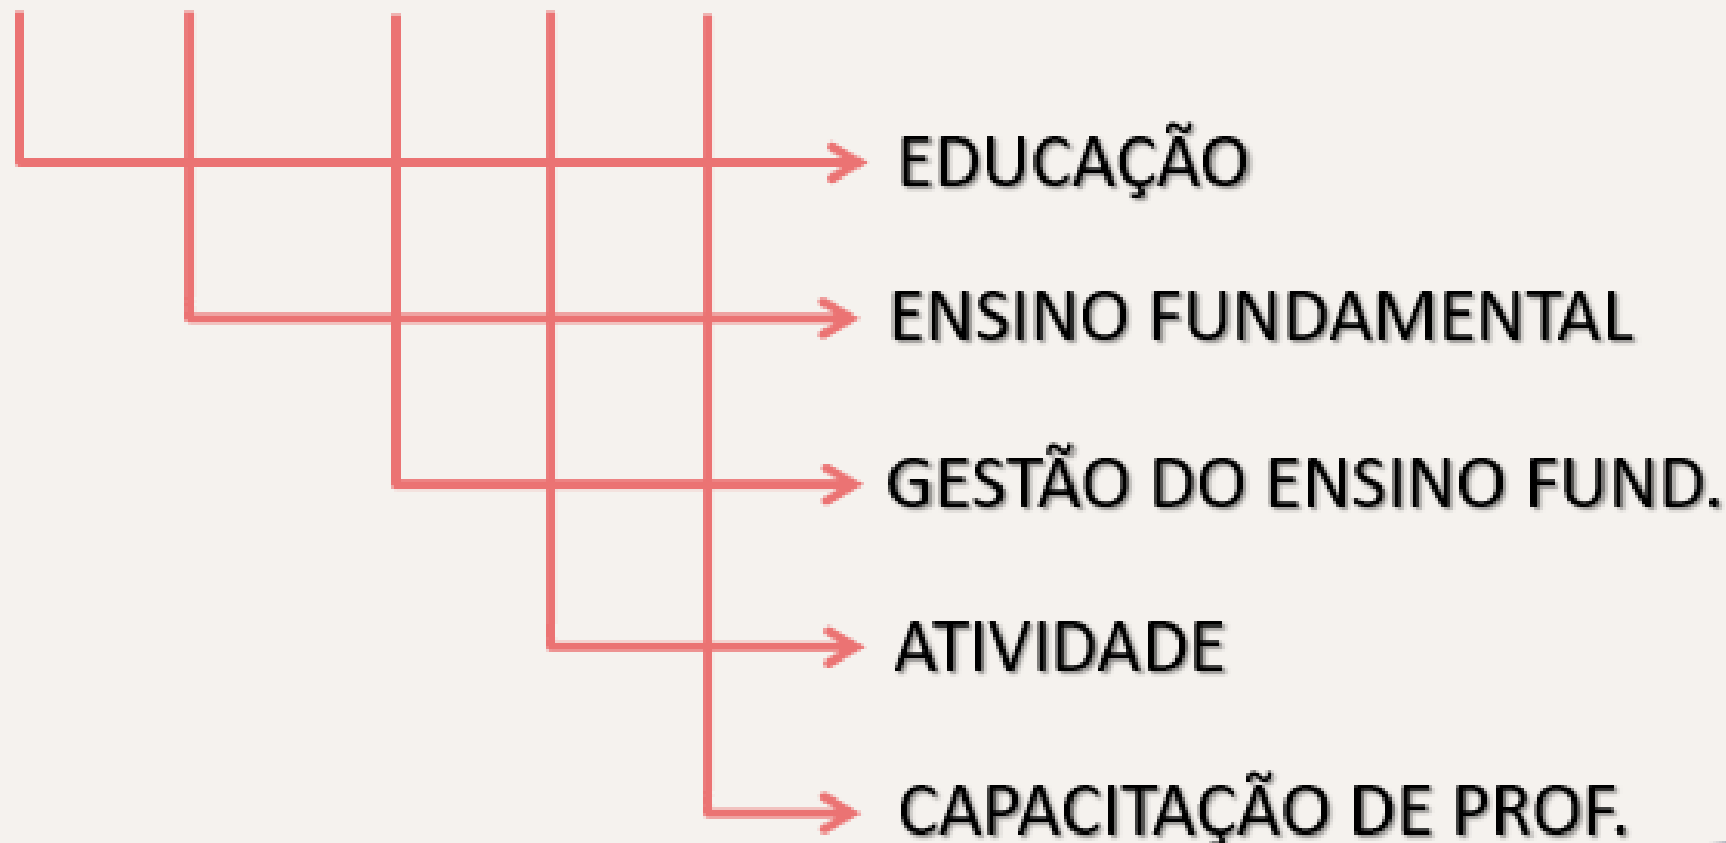 EDUCAÇÃO
ENSINO FUNDAMENTAL
GESTÃO DO ENSINO FUND.
ATIVIDADE
CAPACITAÇÃO DE PROF.